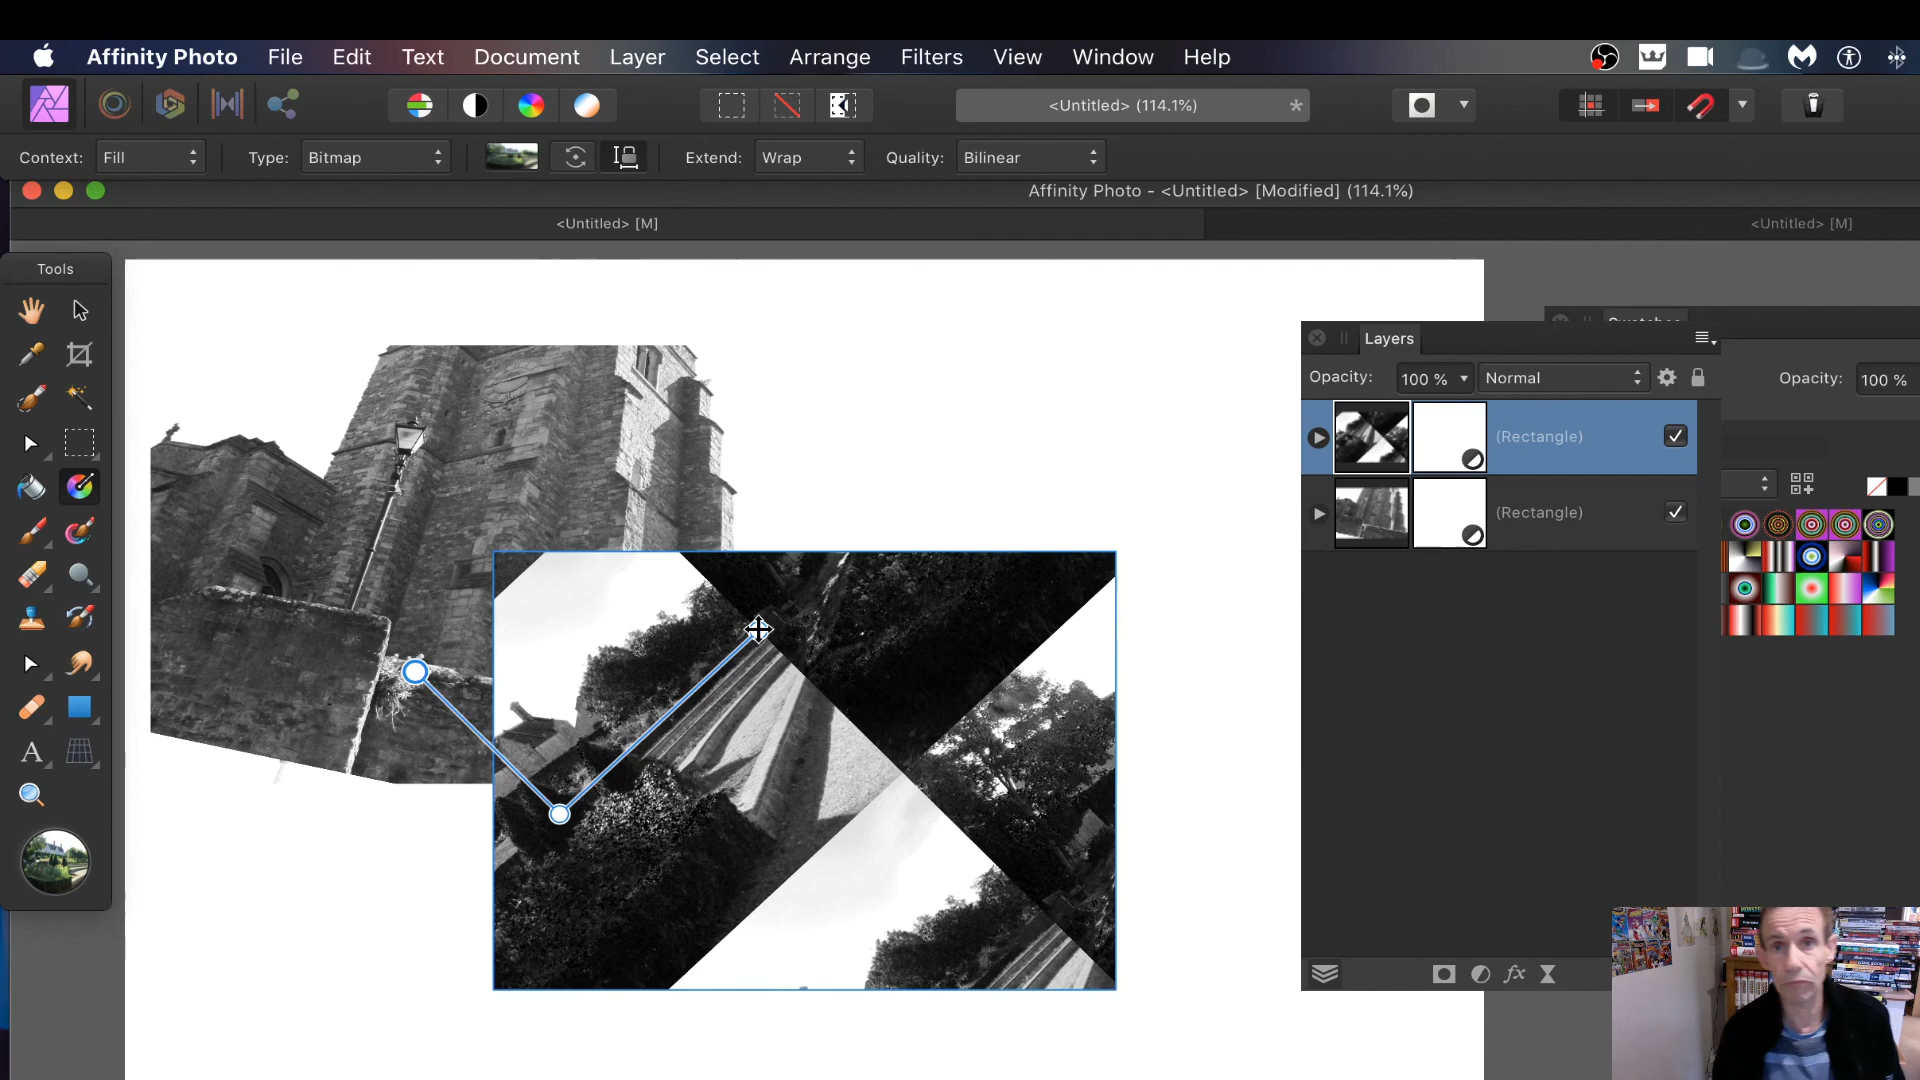 Affinity Photo File Edit Text Document Layer Select Arrange Filters View Window Help
<Untitled> (114.1%) *
Context: Fill Type: Bitmap Extend: Wrap Quality: Bilinear
Affinity Photo - <Untitled> [Modified] (114.1%)
<Untitled> [M] <Untitled> [M]
Tools
Layers
Opacity: 100 % Normal Opacity: 100 %
(Rectangle)
(Rectangle)
A
fx